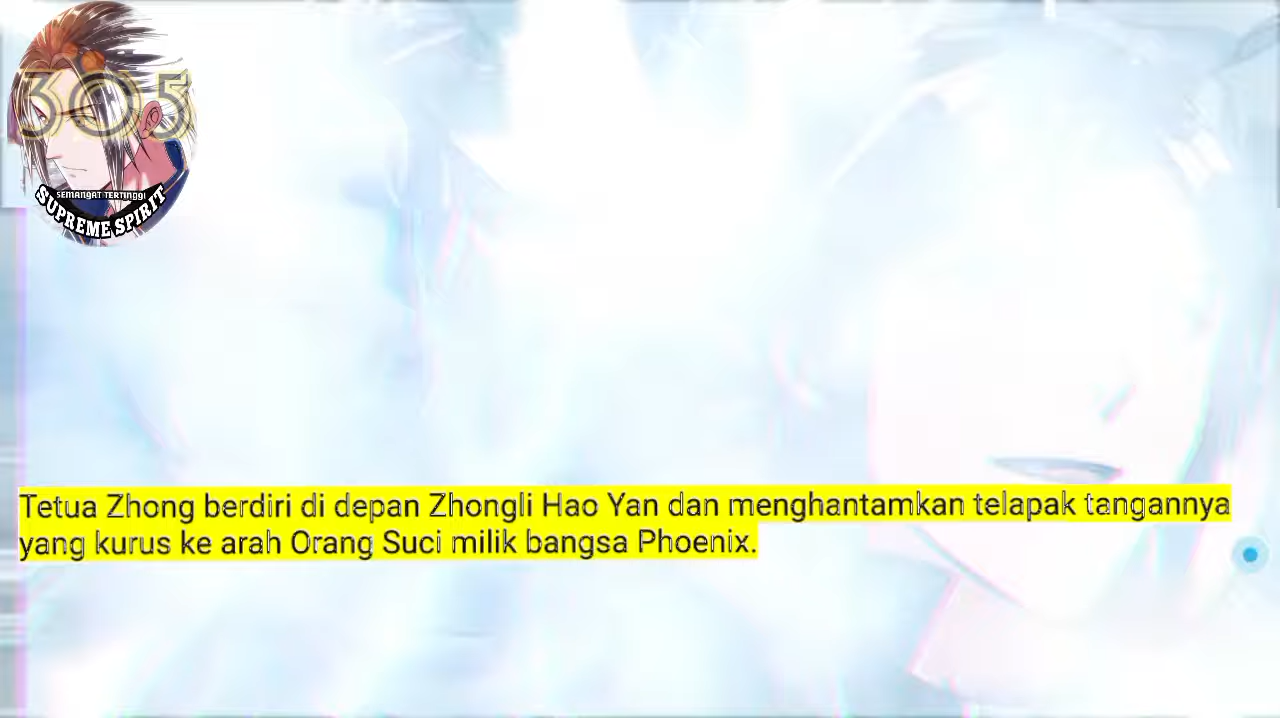 305
SEMANGAT TERTINGGI
SUPREME SPIRIT
Tetua Zhong berdiri di depan Zhongli Hao Yan dan menghantamkan telapak tangannya
yang kurus ke arah Orang Suci milik bangsa Phoenix.